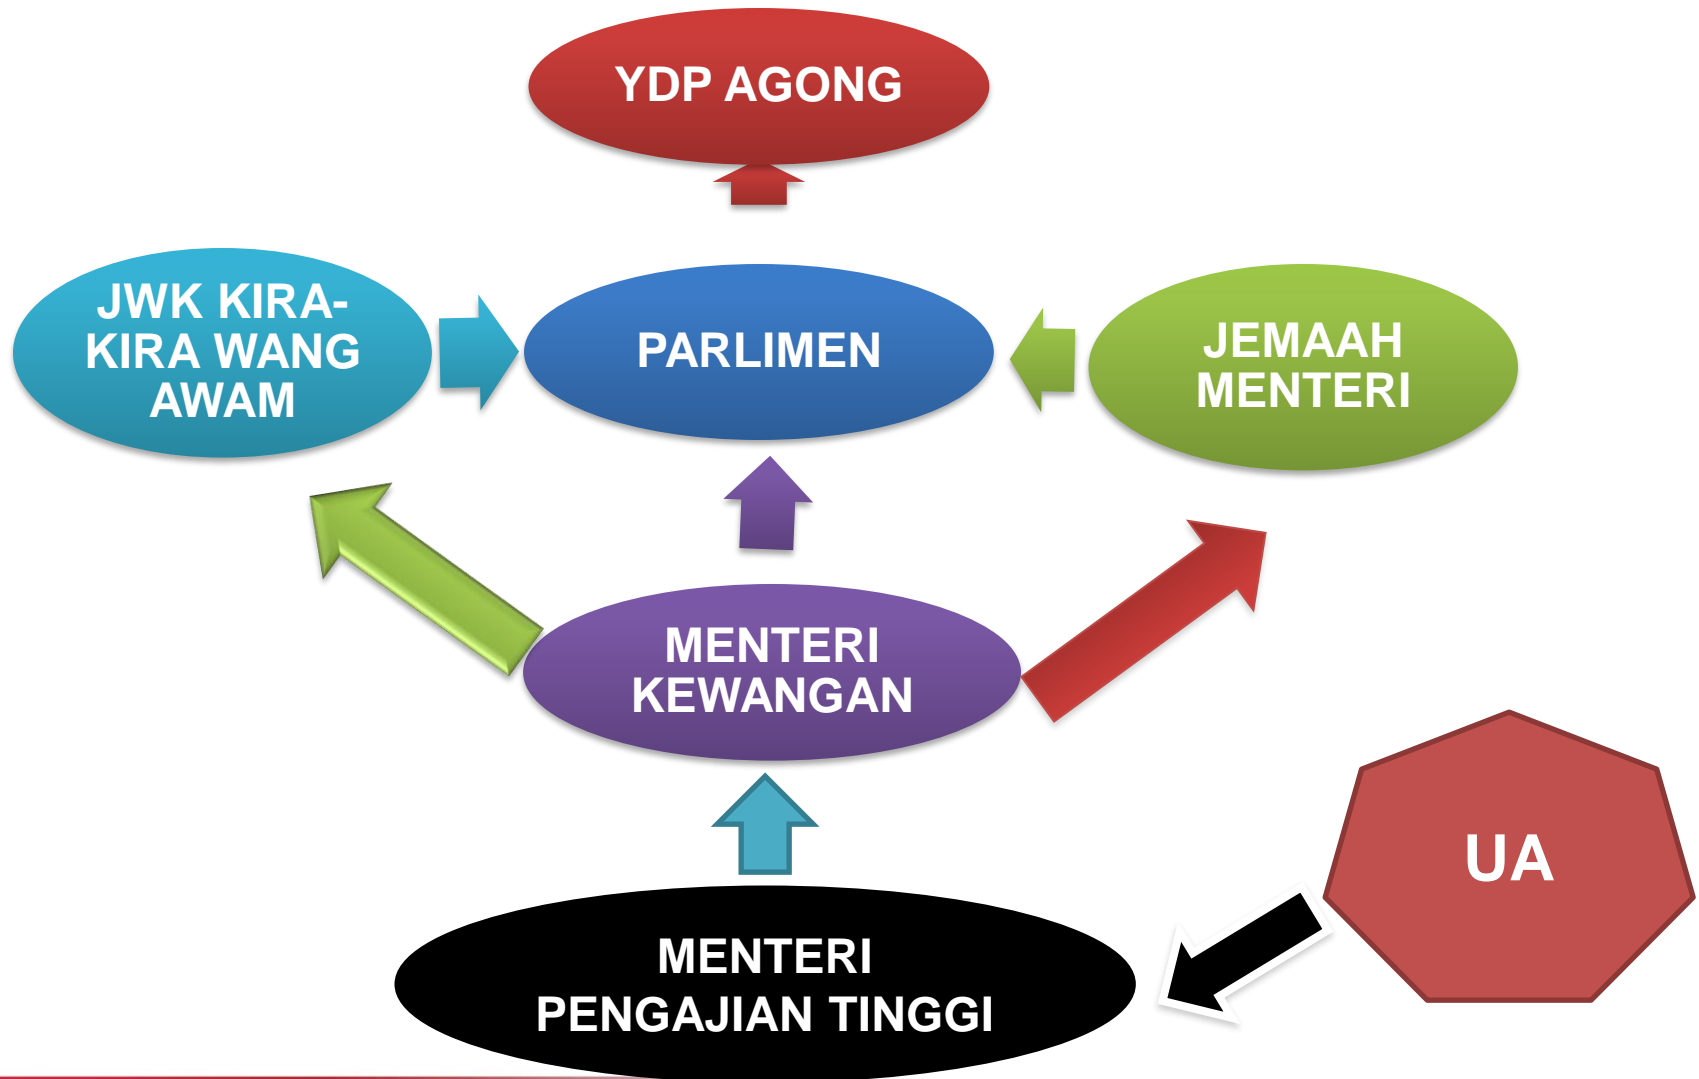 YDP AGONG
JWK KIRA-
KIRA WANG
AWAM
PARLIMEN
JEMAAH
MENTERI
MENTERI
KEWANGAN
UA
MENTERI
PENGAJIAN TINGGI